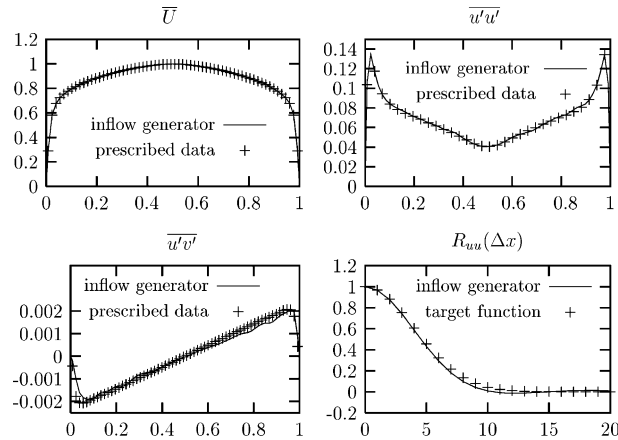 U̅
1.2
1
0.8
0.6
0.4
0.2
0
inflow generator
prescribed data
0 0.2 0.4 0.6 0.8 1
u′u′
0.14
0.12
0.1
0.08
0.06
0.04
0.02
0
inflow generator
prescribed data
0 0.2 0.4 0.6 0.8 1
u′v′
0.002
0.001
0
-0.001
-0.002
inflow generator
prescribed data
0 0.2 0.4 0.6 0.8 1
R_uu(Δx)
1.2
1
0.8
0.6
0.4
0.2
0
-0.2
inflow generator
target function
0 5 10 15 20